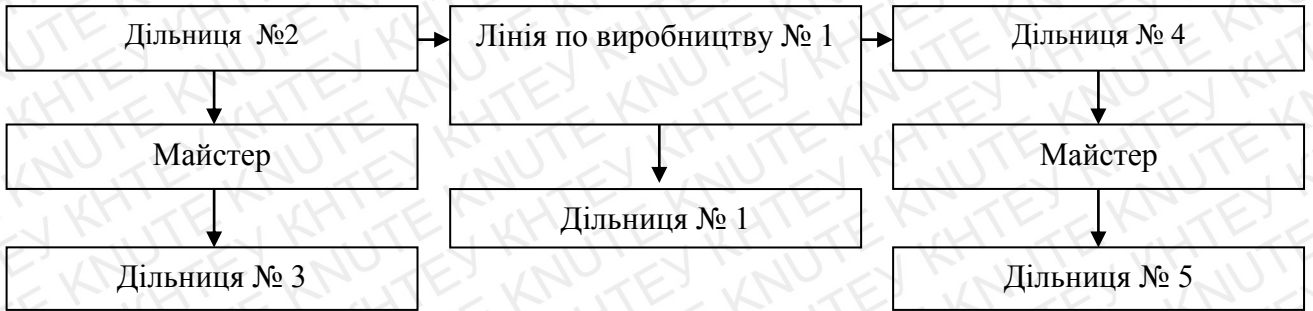 Дільниця №2
Лінія по виробництву № 1
Дільниця № 4
Майстер
Майстер
Дільниця № 1
Дільниця № 3
Дільниця № 5